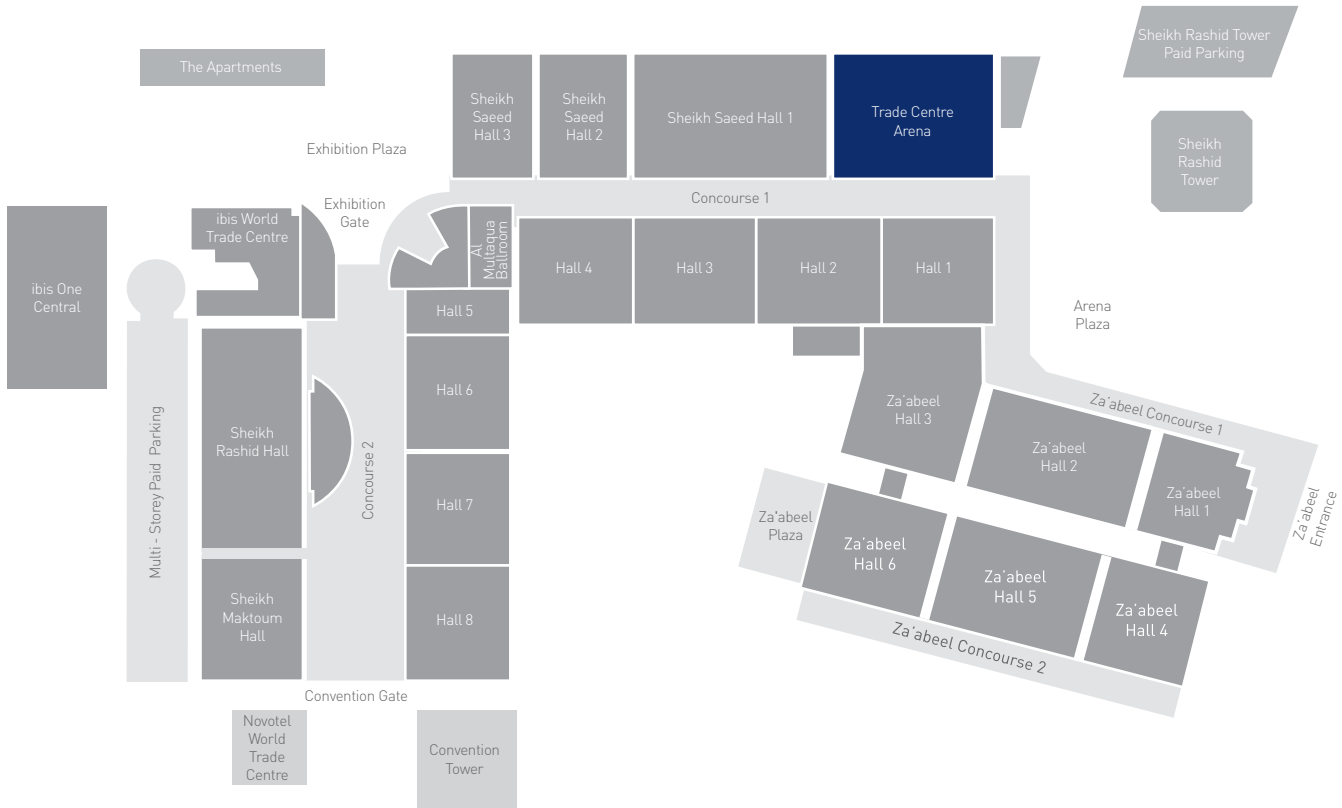 Sheikh Rashid Tower
Paid Parking
The Apartments
Sheikh
Saeed
Hall 3
Sheikh
Saeed
Hall 2
Sheikh Saeed Hall 1
Trade Centre
Arena
Sheikh
Rashid
Tower
Exhibition Plaza
Exhibition
Gate
Concourse 1
ibis World
Trade Centre
Al
Multaqua
Ballroom
Hall 4
Hall 3
Hall 2
Hall 1
ibis One
Central
Hall 5
Arena
Plaza
Hall 6
Za'abeel
Hall 3
Za'abeel Concourse 1
Sheikh
Rashid Hall
Za'abeel
Hall 2
Multi - Storey Paid Parking
Concourse 2
Hall 7
Za'abeel
Hall 1
Za'abeel
Entrance
Za'abeel
Plaza
Za'abeel
Hall 6
Za'abeel
Hall 5
Za'abeel
Hall 4
Sheikh
Maktoum
Hall
Hall 8
Za'abeel Concourse 2
Convention Gate
Novotel
World
Trade
Centre
Convention
Tower